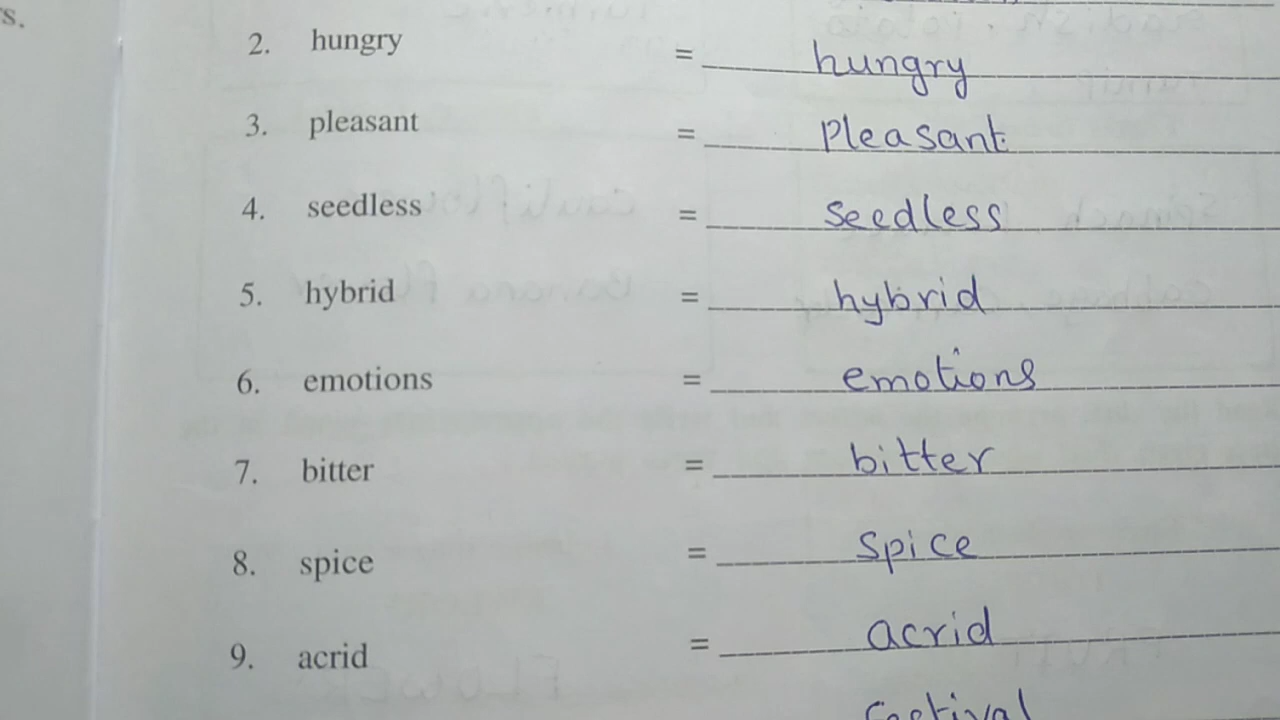 s.
2. hungry = hungry
3. pleasant = Pleasant
4. seedless = seedless
5. hybrid = hybrid
6. emotions = emotions
7. bitter = bitter
8. spice = spice
9. acrid = acrid
festival